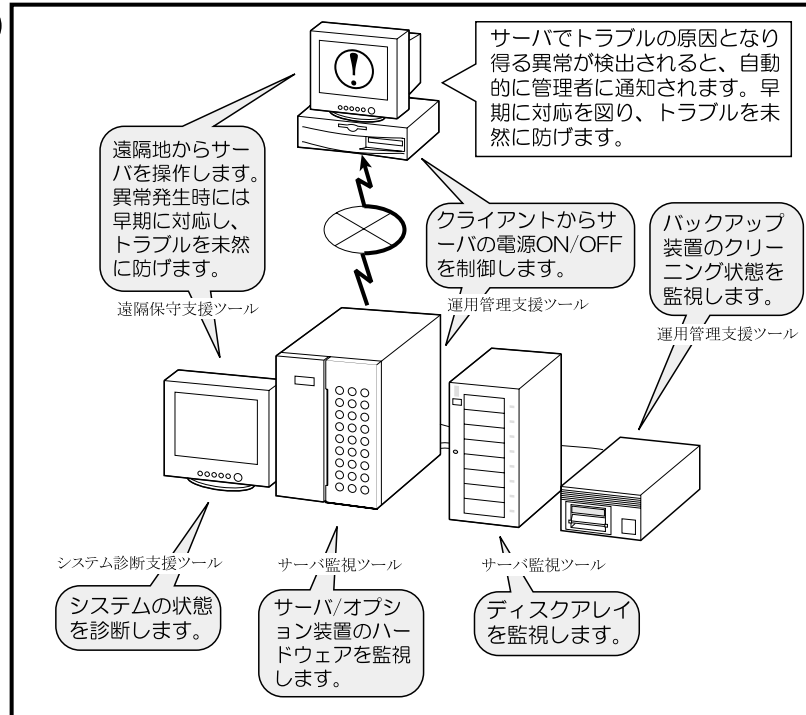 サーバでトラブルの原因となり
得る異常が検出されると、自動
的に管理者に通知されます。早
期に対応を図り、トラブルを未
然に防げます。
遠隔地からサー
バを操作します。
異常発生時には
早期に対応し、
トラブルを未然
に防げます。
遠隔保守支援ツール
クライアントからサ
ーバの電源ON/OFF
を制御します。
運用管理支援ツール
バックアップ
装置のクリー
ニング状態を
監視します。
運用管理支援ツール
システム診断支援ツール
システムの状態
を診断します。
サーバ監視ツール
サーバ/オプシ
ョン装置のハー
ドウェアを監視
します。
サーバ監視ツール
ディスクアレイ
を監視します。